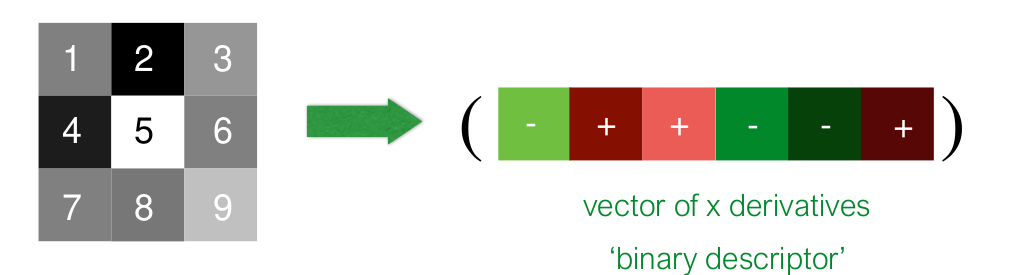 1 2 3
4 5 6
7 8 9
( - + + - - + )
vector of x derivatives
‘binary descriptor’